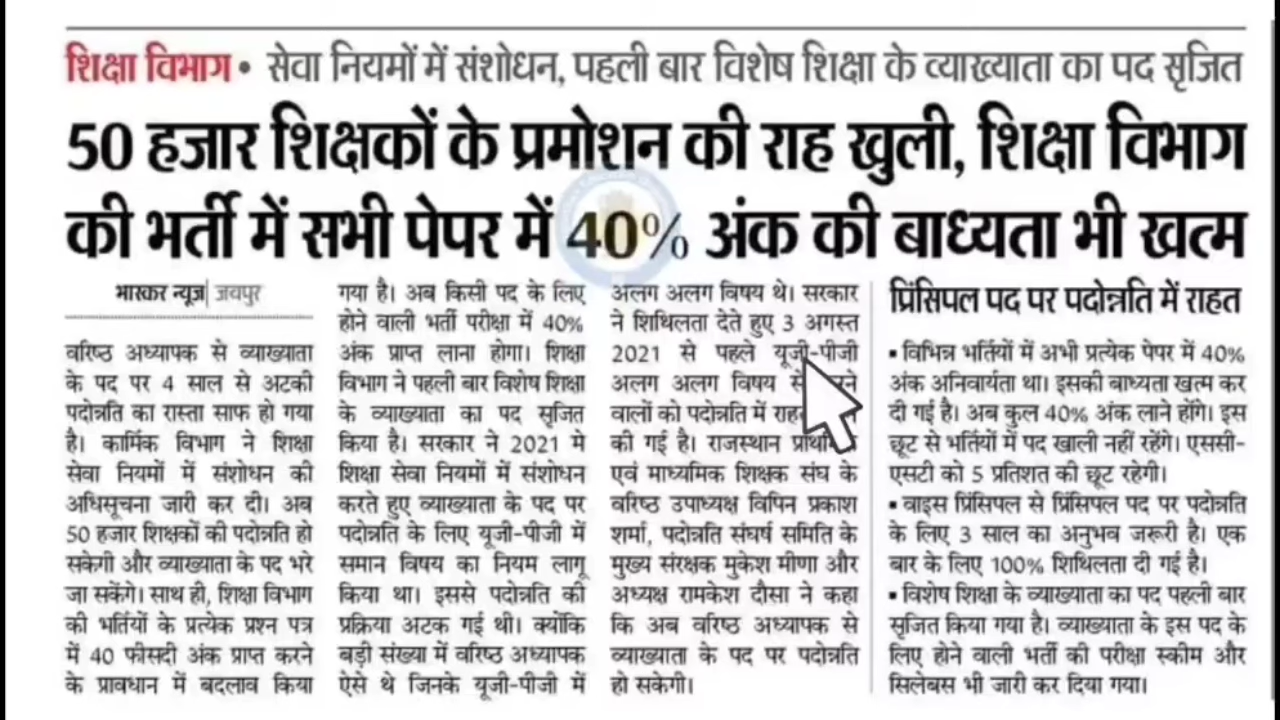 शिक्षा विभाग • सेवा नियमों में संशोधन, पहली बार विशेष शिक्षा के व्याख्याता का पद सृजित
50 हजार शिक्षकों के प्रमोशन की राह खुली, शिक्षा विभाग
की भर्ती में सभी पेपर में 40% अंक की बाध्यता भी खत्म
भास्कर न्यूज | जयपुर
वरिष्ठ अध्यापक से व्याख्याता
के पद पर 4 साल से अटकी
पदोन्नति का रास्ता साफ हो गया
है। कार्मिक विभाग ने शिक्षा
सेवा नियमों में संशोधन की
अधिसूचना जारी कर दी। अब
50 हजार शिक्षकों की पदोन्नति हो
सकेगी और व्याख्याता के पद भरे
जा सकेंगे। साथ ही, शिक्षा विभाग
की भर्तियों के प्रत्येक प्रश्न पत्र
में 40 फीसदी अंक प्राप्त करने
के प्रावधान में बदलाव किया
गया है। अब किसी पद के लिए
होने वाली भर्ती परीक्षा में 40%
अंक प्राप्त लाना होगा। शिक्षा
विभाग ने पहली बार विशेष शिक्षा
के व्याख्याता का पद सृजित
किया है। सरकार ने 2021 मे
शिक्षा सेवा नियमों में संशोधन
करते हुए व्याख्याता के पद पर
पदोन्नति के लिए यूजी-पीजी में
समान विषय का नियम लागू
किया था। इससे पदोन्नति की
प्रक्रिया अटक गई थी। क्योंकि
बड़ी संख्या में वरिष्ठ अध्यापक
ऐसे थे जिनके यूजी-पीजी में
अलग अलग विषय थे। सरकार
ने शिथिलता देते हुए 3 अगस्त
2021 से पहले यूजी-पीजी
अलग अलग विषय से
वालों को पदोन्नति में
की गई है। राजस्थान
एवं माध्यमिक शिक्षक संघ के
वरिष्ठ उपाध्यक्ष विपिन प्रकाश
शर्मा, पदोन्नति संघर्ष समिति के
मुख्य संरक्षक मुकेश मीणा और
अध्यक्ष रामकेश दौसा ने कहा
कि अब वरिष्ठ अध्यापक से
व्याख्याता के पद पर पदोन्नति
हो सकेगी।
प्रिंसिपल पद पर पदोन्नति में राहत
▪ विभिन्न भर्तियों में अभी प्रत्येक पेपर में 40%
अंक अनिवार्यता था। इसकी बाध्यता खत्म कर
दी गई है। अब कुल 40% अंक लाने होंगे। इस
छूट से भर्तियों में पद खाली नहीं रहेंगे। एससी-
एसटी को 5 प्रतिशत की छूट रहेगी।
▪ वाइस प्रिंसिपल से प्रिंसिपल पद पर पदोन्नति
के लिए 3 साल का अनुभव जरूरी है। एक
बार के लिए 100% शिथिलता दी गई है।
▪ विशेष शिक्षा के व्याख्याता का पद पहली बार
सृजित किया गया है। व्याख्याता के इस पद के
लिए होने वाली भर्ती की परीक्षा स्कीम और
सिलेबस भी जारी कर दिया गया।